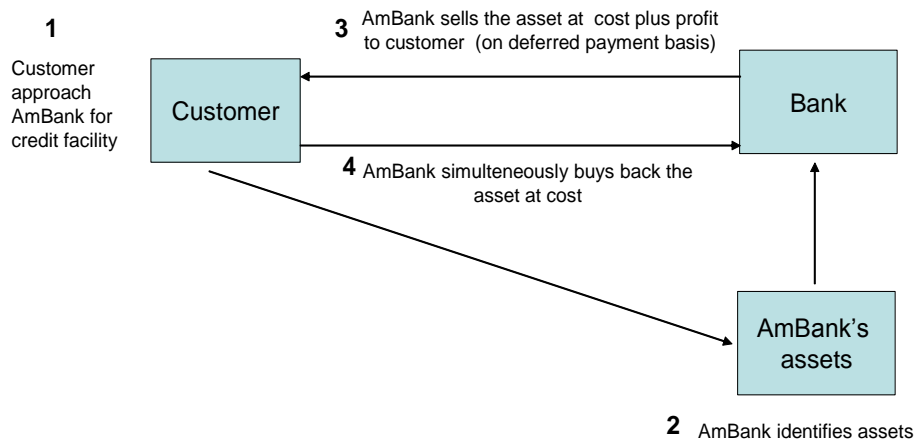 1
Customer
approach
AmBank for
credit facility
3 AmBank sells the asset at cost plus profit
to customer (on deferred payment basis)
Customer
Bank
4 AmBank simulteneously buys back the
asset at cost
AmBank's
assets
2 AmBank identifies assets